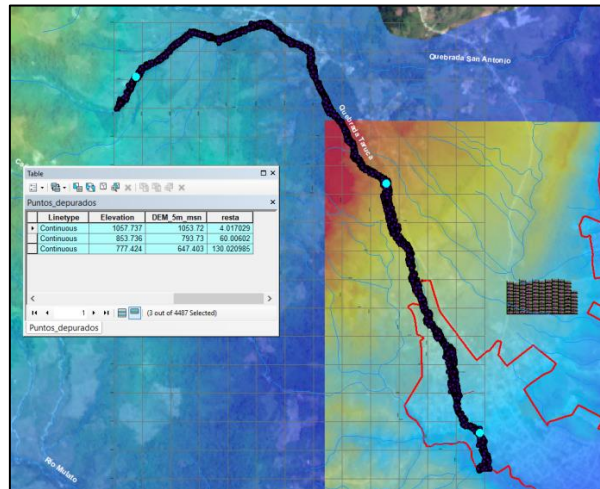 Quebrada San Antonio
Quebrada Taruca
Table
Puntos_depurados
Linetype Elevation DEM_5m_msn resta
Continuous 1057.737 1053.72 4.017029
Continuous 853.736 793.73 60.00602
Continuous 777.424 647.403 130.020985
1
(3 out of 4487 Selected)
Puntos_depurados
Rio Mulato